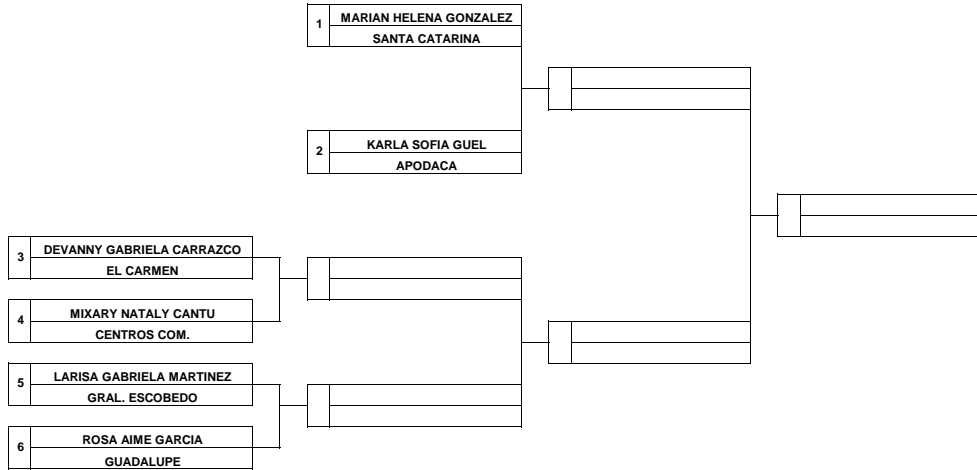 1
MARIAN HELENA GONZALEZ
SANTA CATARINA
2
KARLA SOFIA GUEL
APODACA
3
DEVANNY GABRIELA CARRAZCO
EL CARMEN
4
MIXARY NATALY CANTU
CENTROS COM.
5
LARISA GABRIELA MARTINEZ
GRAL. ESCOBEDO
6
ROSA AIME GARCIA
GUADALUPE